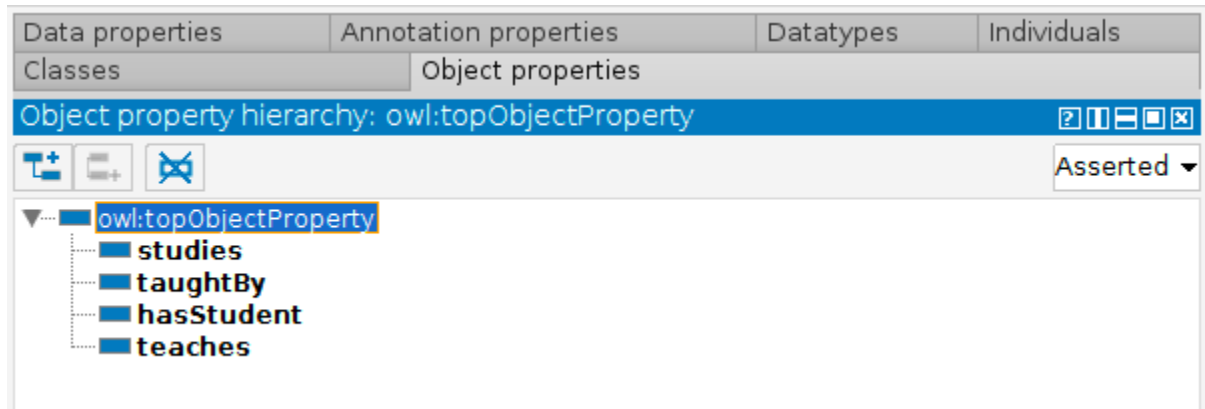 Data properties Annotation properties Datatypes Individuals
Classes Object properties
Object property hierarchy: owl:topObjectProperty
Asserted
owl:topObjectProperty
studies
taughtBy
hasStudent
teaches